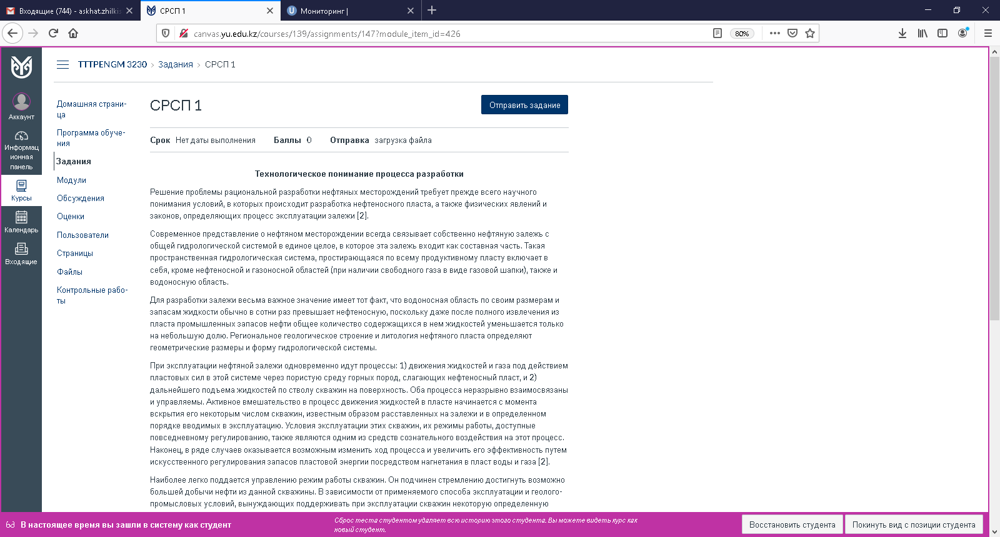 Входящие (744) - askhat.zhilki
СРСП 1
Мониторинг |
canvas.yu.edu.kz/courses/139/assignments/147?module_item_id=426
80%
TTTPENGM 3230 › Задания › СРСП 1
Аккаунт
Информац
ионная
панель
Курсы
Календарь
Входящие
Домашняя страни-
ца
Программа обуче-
ния
Задания
Модули
Обсуждения
Оценки
Пользователи
Страницы
Файлы
Контрольные рабо-
ты
СРСП 1
Отправить задание
Срок Нет даты выполнения Баллы 0 Отправка загрузка файла
Технологическое понимание процесса разработки
Решение проблемы рациональной разработки нефтяных месторождений требует прежде всего научного
понимания условий, в которых происходит разработка нефтеносного пласта, а также физических явлений и
законов, определяющих процесс эксплуатации залежи [2].
Современное представление о нефтяном месторождении всегда связывает собственно нефтяную залежь с
общей гидрологической системой в единое целое, в которое эта залежь входит как составная часть. Такая
пространственная гидрологическая система, простирающаяся по всему продуктивному пласту включает в
себя, кроме нефтеносной и газоносной областей (при наличии свободного газа в виде газовой шапки), также и
водоносную область.
Для разработки залежи весьма важное значение имеет тот факт, что водоносная область по своим размерам и
запасам жидкости обычно в сотни раз превышает нефтеносную, поскольку даже после полного извлечения из
пласта промышленных запасов нефти общее количество содержащихся в нем жидкостей уменьшается только
на небольшую долю. Региональное геологическое строение и литология нефтяного пласта определяют
геометрические размеры и форму гидрологической системы.
При эксплуатации нефтяной залежи одновременно идут процессы: 1) движения жидкостей и газа под действием
пластовых сил в этой системе через пористую среду горных пород, слагающих нефтеносный пласт, и 2)
дальнейшего подъема жидкостей по стволу скважин на поверхность. Оба процесса неразрывно взаимосвязаны
и управляемы. Активное вмешательство в процесс движения жидкостей в пласте начинается с момента
вскрытия его некоторым числом скважин, известным образом расставленных на залежи и в определенном
порядке вводимых в эксплуатацию. Условия эксплуатации этих скважин, их режимы работы, доступные
повседневному регулированию, также являются одним из средств сознательного воздействия на этот процесс.
Наконец, в ряде случаев оказывается возможным изменить ход процесса и увеличить его эффективность путем
искусственного регулирования запасов пластовой энергии посредством нагнетания в пласт воды и газа [2].
Наиболее легко поддается управлению режим работы скважин. Он подчинен стремлению достигнуть возможно
большей добычи нефти из данной скважины. В зависимости от применяемого способа эксплуатации и геолого-
промысловых условий, вынуждающих поддерживать при эксплуатации скважин некоторую определенную
В настоящее время вы зашли в систему как студент
Сброс теста студентом удаляет всю историю этого студента. Вы можете видеть курс как
новый студент.
Восстановить студента
Покинуть вид с позиции студента